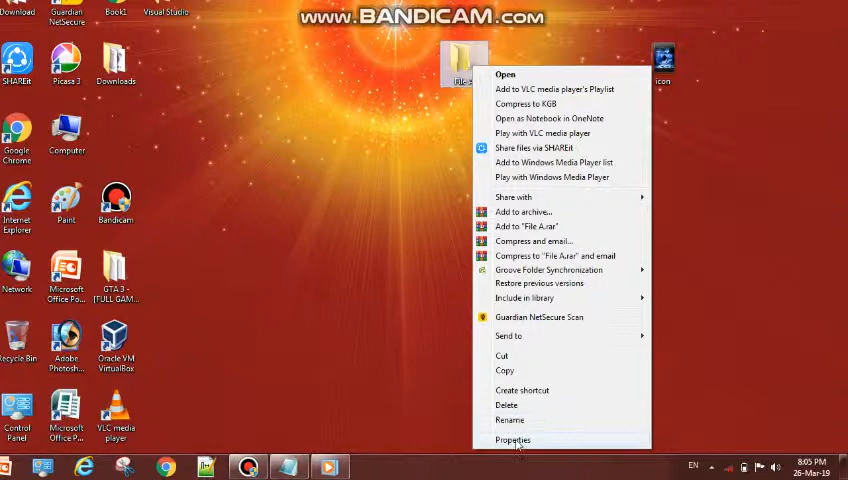 www.BANDICAM.com
Download
Guardian
NetSecure
Book1
Visual Studio
SHAREit
Picasa 3
Downloads
File
icon
Google
Chrome
Computer
Internet
Explorer
Paint
Bandicam
Network
Microsoft
Office Po...
GTA 3 -
[FULL GAM...
Recycle Bin
Adobe
Photosh...
Oracle VM
VirtualBox
Control
Panel
Microsoft
Office P...
VLC media
player
Open
Add to VLC media player's Playlist
Compress to KGB
Open as Notebook in OneNote
Play with VLC media player
Share files via SHAREit
Add to Windows Media Player list
Play with Windows Media Player
Share with
Add to archive...
Add to "File A.rar"
Compress and email...
Compress to "File A.rar" and email
Groove Folder Synchronization
Restore previous versions
Include in library
Guardian NetSecure Scan
Send to
Cut
Copy
Create shortcut
Delete
Rename
Properties
EN
8:05 PM
26-Mar-19